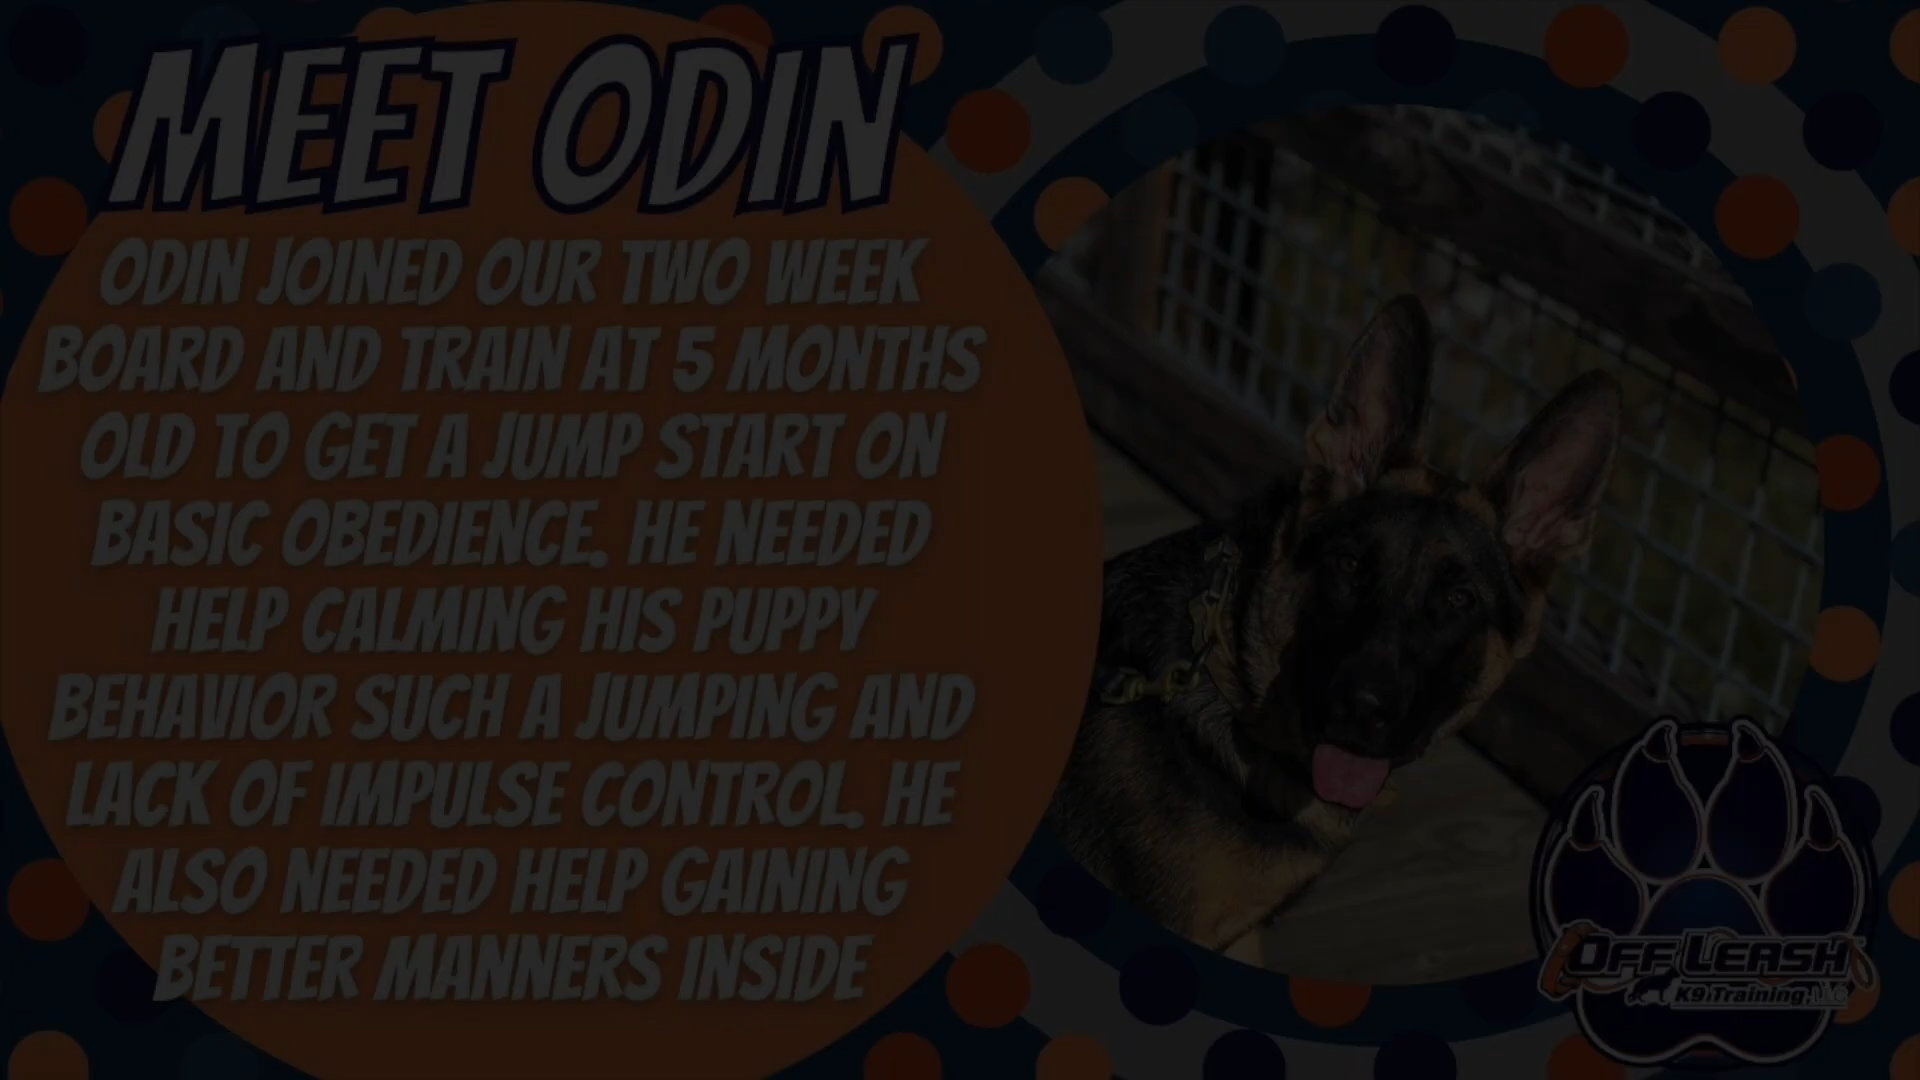 MEET ODIN
ODIN JOINED OUR TWO WEEK
BOARD AND TRAIN AT 5 MONTHS
OLD TO GET A JUMP START ON
BASIC OBEDIENCE. HE NEEDED
HELP CALMING HIS PUPPY
BEHAVIOR SUCH A JUMPING AND
LACK OF IMPULSE CONTROL. HE
ALSO NEEDED HELP GAINING
BETTER MANNERS INSIDE
OFF LEASH
K9 Training, LLC